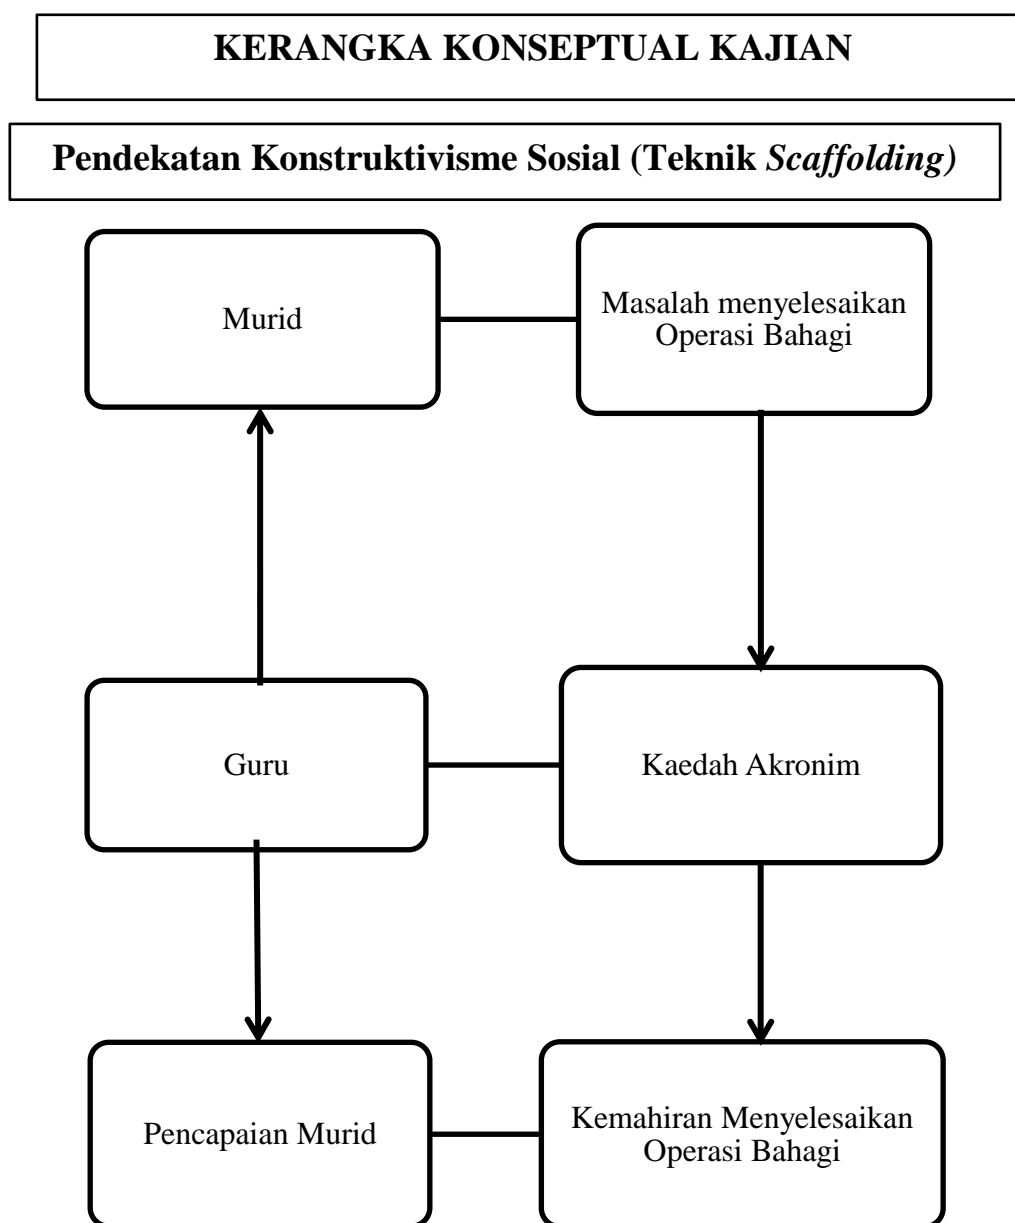 KERANGKA KONSEPTUAL KAJIAN
Pendekatan Konstruktivisme Sosial (Teknik Scaffolding)
Murid
Masalah menyelesaikan
Operasi Bahagi
Guru
Kaedah Akronim
Pencapaian Murid
Kemahiran Menyelesaikan
Operasi Bahagi